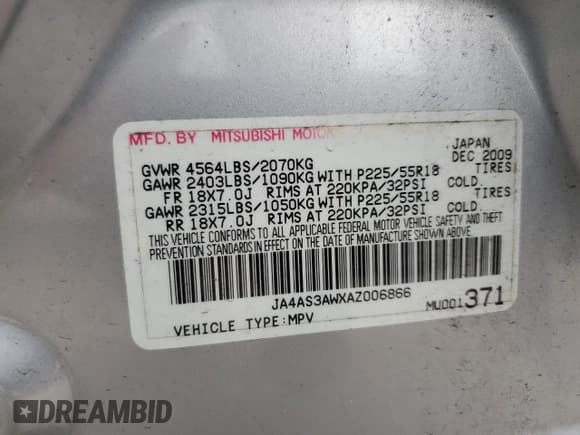 MFD. BY MITSUBISHI MOTOR
JAPAN
DEC 2009
GVWR 4564LBS/2070KG
GAWR 2403LBS/1090KG WITH P225/55R18 TIRES
FR 18X7.0J RIMS AT 220KPA/32PSI COLD.
GAWR 2315LBS/1050KG WITH P225/55R18 TIRES
RR 18X7.0J RIMS AT 220KPA/32PSI COLD.
THIS VEHICLE CONFORMS TO ALL APPLICABLE FEDERAL MOTOR VEHICLE SAFETY AND
THEFT PREVENTION STANDARDS IN EFFECT ON THE DATE OF MANUFACTURE SHOWN ABOVE.
JA4AS3AWXAZ006866
MU001371
VEHICLE TYPE:MPV
DREAMBID